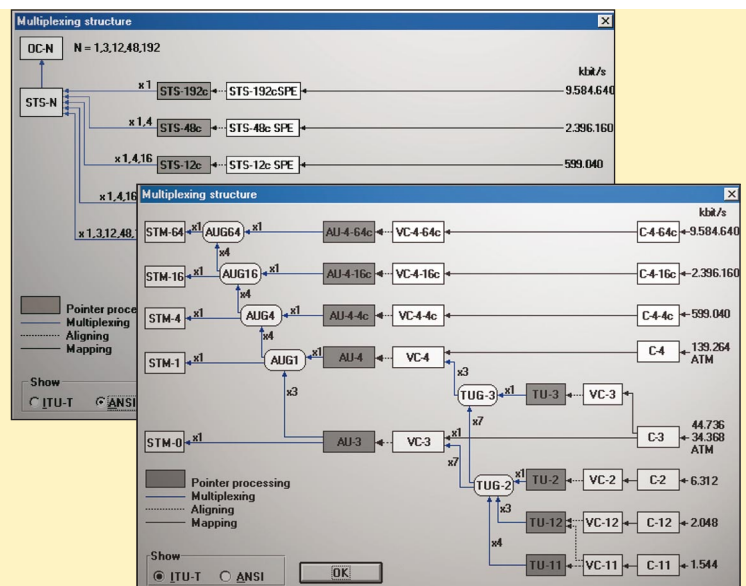 Multiplexing structure
OC-N N = 1,3,12,48,192
kbit/s
STS-N
x 1 STS-192c STS-192cSPE 9.584.640
x 1,4 STS-48c STS-48c SPE 2.396.160
x 1,4,16 STS-12c STS-12c SPE 599.040
x 1,4,16
x 1,3,12,48,
Pointer proce
Multiplexing
Aligning
Mapping
Show
ITU-T ANSI
Multiplexing structure
kbit/s
STM-64 x1 AUG64 x1 AU-4-64c VC-4-64c C-4-64c 9.584.640
x4
STM-16 x1 AUG16 x1 AU-4-16c VC-4-16c C-4-16c 2.396.160
x4
STM-4 x1 AUG4 x1 AU-4-4c VC-4-4c C-4-4c 599.040
x4
STM-1 x1 AUG1 x1 AU-4 VC-4 C-4 139.264
ATM
x3
x3
TUG-3 x1 TU-3 VC-3
x7
STM-0 x1 AU-3 VC-3 x1 C-3 44.736
34.368
ATM
x7
TUG-2 x1 TU-2 VC-2 C-2 6.312
x3 TU-12 VC-12 C-12 2.048
x4 TU-11 VC-11 C-11 1.544
Pointer processing
Multiplexing
Aligning
Mapping
Show
ITU-T ANSI
OK